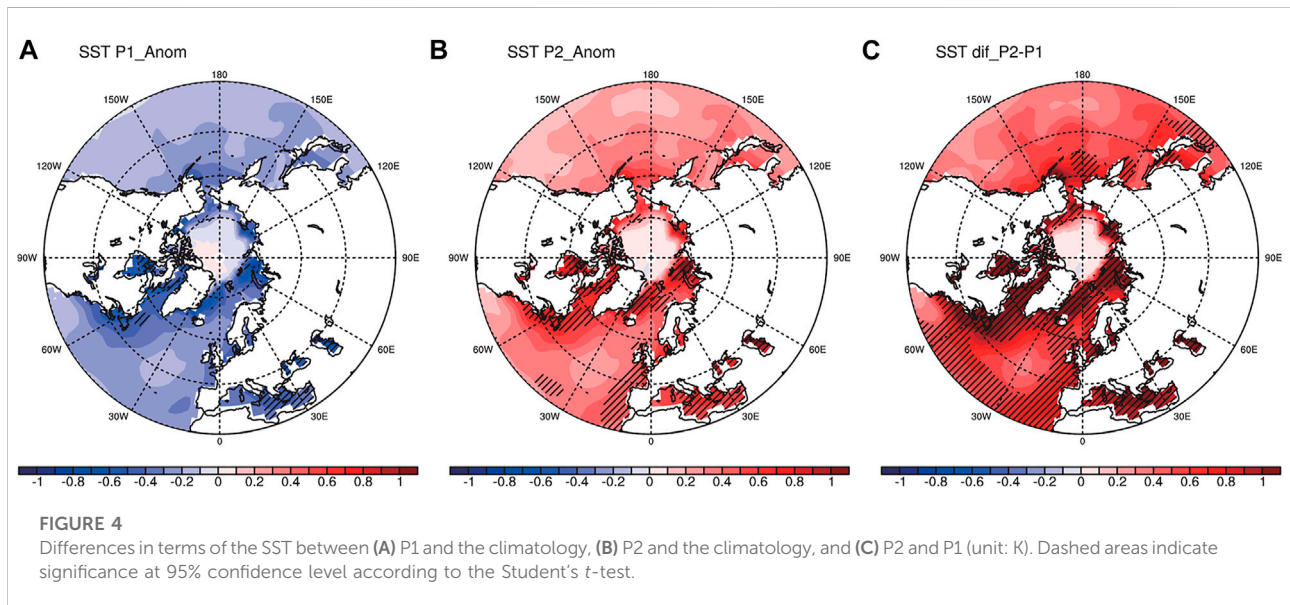 A SST P1_Anom
180
150W 150E
120W 120E
90W 90E
60W 60E
30W 30E
0
-1 -0.8 -0.6 -0.4 -0.2 0 0.2 0.4 0.6 0.8 1
B SST P2_Anom
180
150W 150E
120W 120E
90W 90E
60W 60E
30W 30E
0
-1 -0.8 -0.6 -0.4 -0.2 0 0.2 0.4 0.6 0.8 1
C SST dif_P2-P1
180
150W 150E
120W 120E
90W 90E
60W 60E
30W 30E
0
-1 -0.8 -0.6 -0.4 -0.2 0 0.2 0.4 0.6 0.8 1
FIGURE 4
Differences in terms of the SST between (A) P1 and the climatology, (B) P2 and the climatology, and (C) P2 and P1 (unit: K). Dashed areas indicate
significance at 95% confidence level according to the Student's t-test.